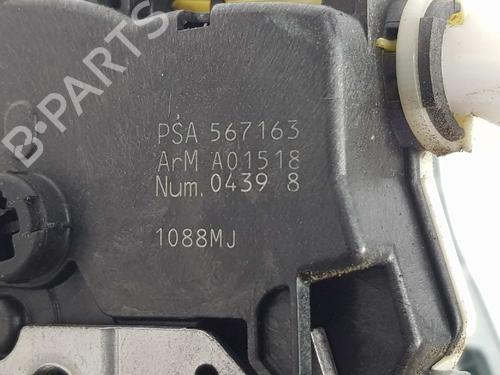 PSA 567163
ArM A01518
Num. 0439 8
1088MJ
B-PARTS